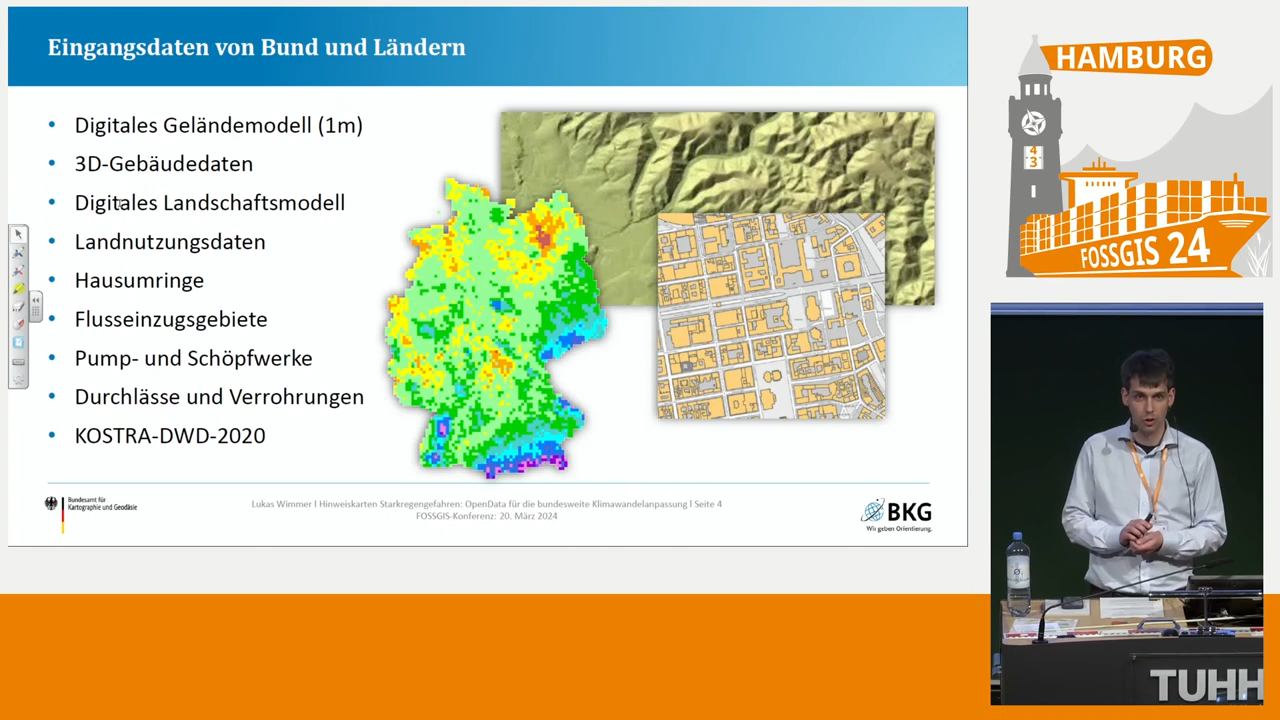 Eingangsdaten von Bund und Ländern
• Digitales Geländemodell (1m)
• 3D-Gebäudedaten
• Digitales Landschaftsmodell
• Landnutzungsdaten
• Hausumringe
• Flusseinzugsgebiete
• Pump- und Schöpfwerke
• Durchlässe und Verrohrungen
• KOSTRA-DWD-2020
Bundesamt für
Kartographie und Geodäsie
Lukas Wimmer I Hinweiskarten Starkregengefahren: OpenData für die bundesweite Klimawandelanpassung I Seite 4
FOSSGIS-Konferenz: 20. März 2024
BKG
Wir geben Orientierung.
HAMBURG
4
3
FOSSGIS 24
TUHH